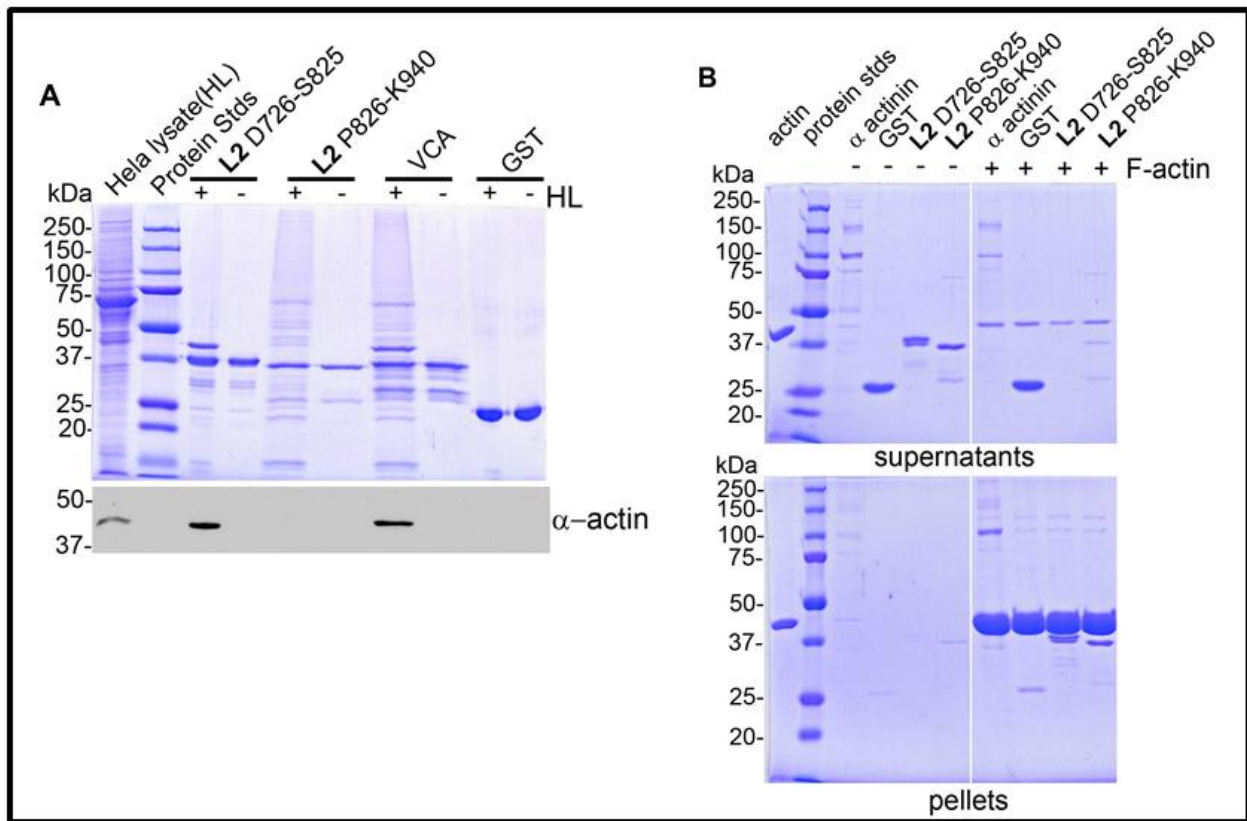 A
Hela lysate(HL)
Protein Stds
L2 D726-S825
L2 P826-K940
VCA
GST
kDa
+ - + - + - + - HL
250-
150-
100-
75-
50-
37-
25-
20-
50-
37-
α-actin
B
actin
protein stds
α actinin
GST
L2 D726-S825
L2 P826-K940
α actinin
GST
L2 D726-S825
L2 P826-K940
kDa
- - - - + + + + F-actin
250-
150-
100-
75-
50-
37-
25-
20-
supernatants
kDa
250-
150-
100-
75-
50-
37-
25-
20-
pellets